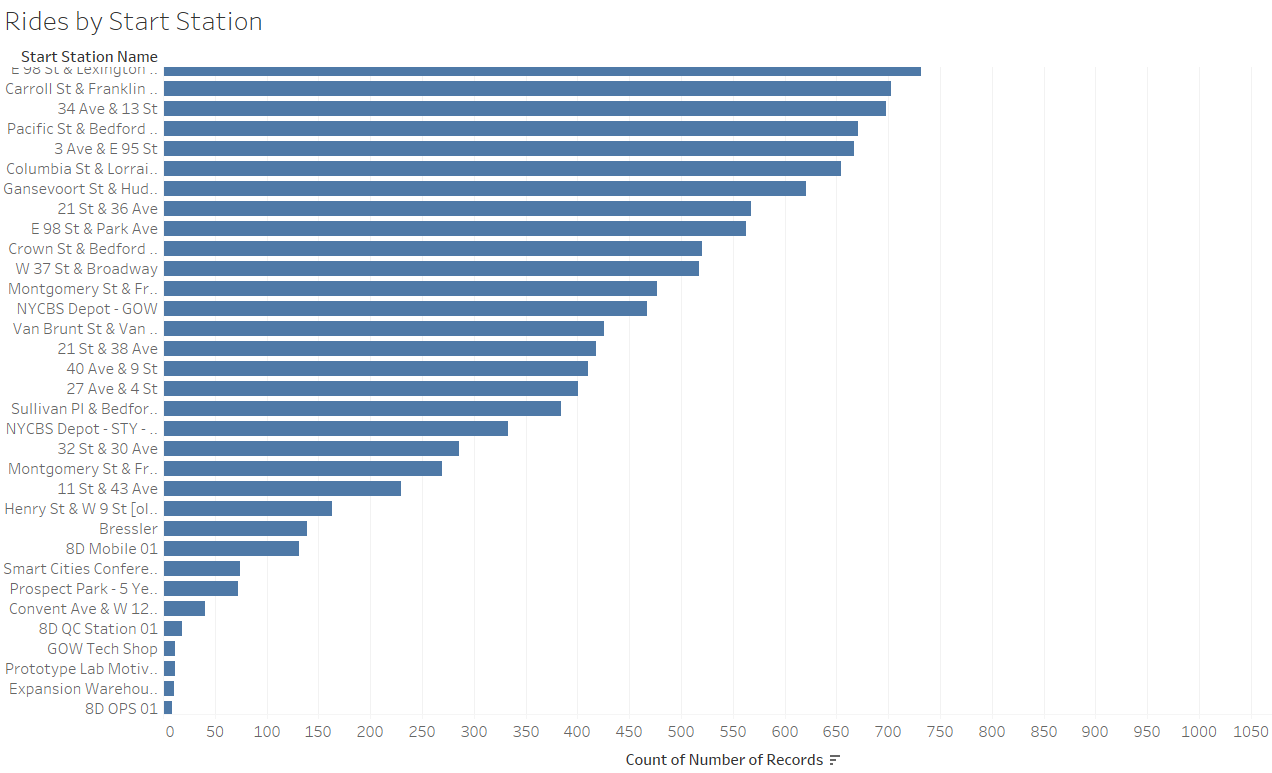 Rides by Start Station
Start Station Name
E 98 St & Lexington ..
Carroll St & Franklin ..
34 Ave & 13 St
Pacific St & Bedford ..
3 Ave & E 95 St
Columbia St & Lorrai..
Gansevoort St & Hud..
21 St & 36 Ave
E 98 St & Park Ave
Crown St & Bedford ..
W 37 St & Broadway
Montgomery St & Fr..
NYCBS Depot - GOW
Van Brunt St & Van ..
21 St & 38 Ave
40 Ave & 9 St
27 Ave & 4 St
Sullivan Pl & Bedfor..
NYCBS Depot - STY - ..
32 St & 30 Ave
Montgomery St & Fr..
11 St & 43 Ave
Henry St & W 9 St [ol..
Bressler
8D Mobile 01
Smart Cities Confere..
Prospect Park - 5 Ye..
Convent Ave & W 12..
8D QC Station 01
GOW Tech Shop
Prototype Lab Motiv..
Expansion Warehou..
8D OPS 01
0 50 100 150 200 250 300 350 400 450 500 550 600 650 700 750 800 850 900 950 1000 1050
Count of Number of Records